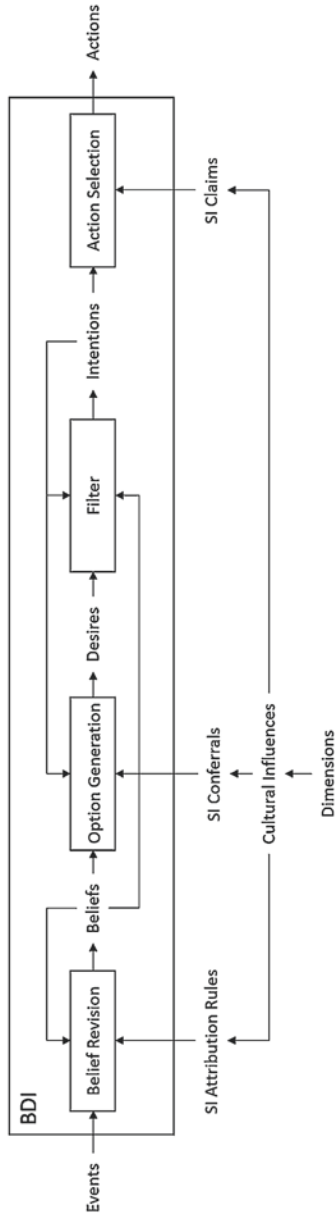 BDI
Events
Belief Revision
Beliefs
Option Generation
Desires
Filter
Intentions
Action Selection
Actions
SI Attribution Rules
SI Conferrals
SI Claims
Cultural Influences
Dimensions